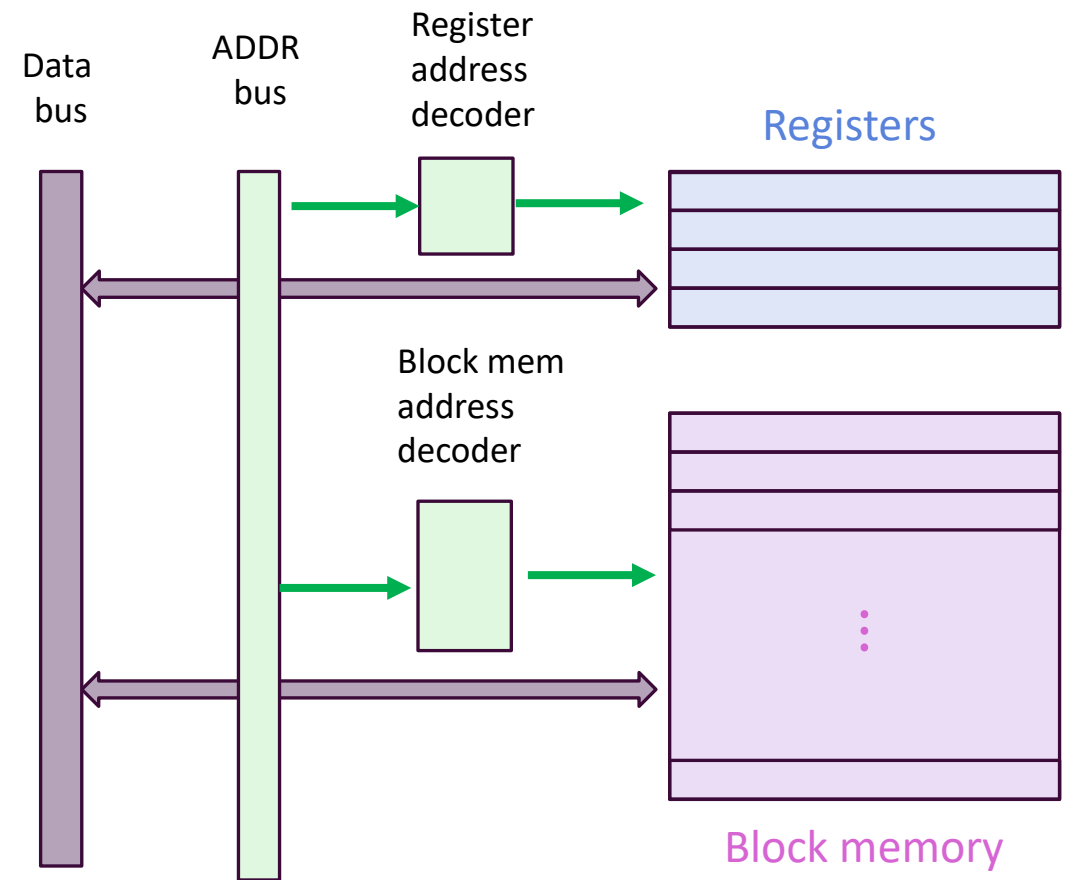 Data
bus
ADDR
bus
Register
address
decoder
Registers
Block mem
address
decoder
Block memory